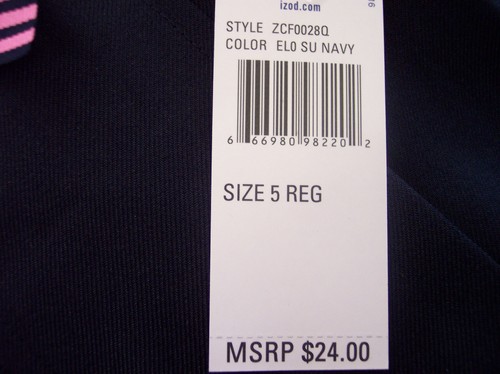 izod.com
STYLE ZCF0028Q
COLOR EL0 SU NAVY
6 66980 98220 2
SIZE 5 REG
MSRP $24.00